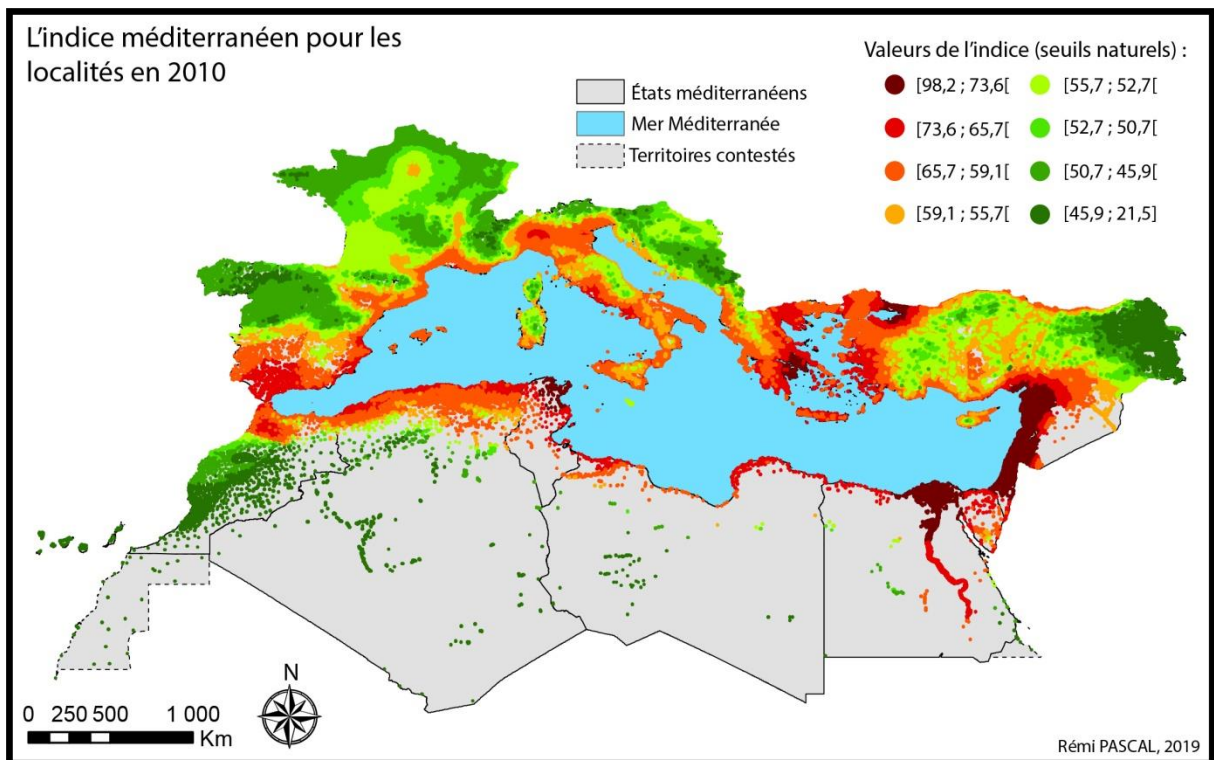 L'indice méditerranéen pour les
localités en 2010
États méditerranéens
Mer Méditerranée
Territoires contestés
Valeurs de l'indice (seuils naturels) :
[98,2 ; 73,6[
[73,6 ; 65,7[
[65,7 ; 59,1[
[59,1 ; 55,7[
[55,7 ; 52,7[
[52,7 ; 50,7[
[50,7 ; 45,9[
[45,9 ; 21,5]
N
0 250 500 1 000
Km
Rémi PASCAL, 2019